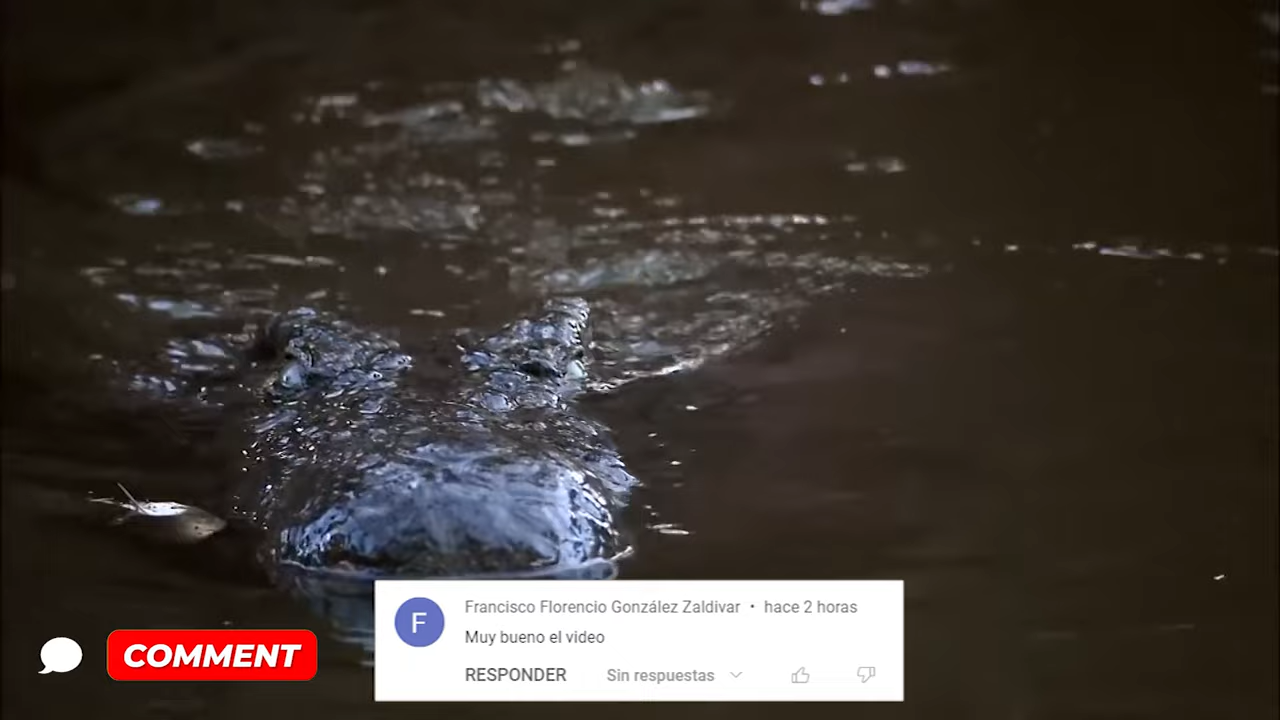 Francisco Florencio González Zaldivar • hace 2 horas
Muy bueno el video
COMMENT
RESPONDER Sin respuestas
F